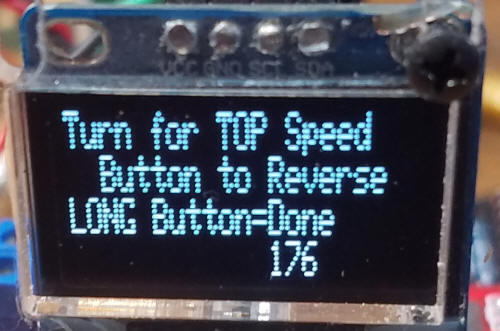 VCC GND SCL SDA
Turn for TOP Speed
Button to Reverse
LONG Button=Done
176